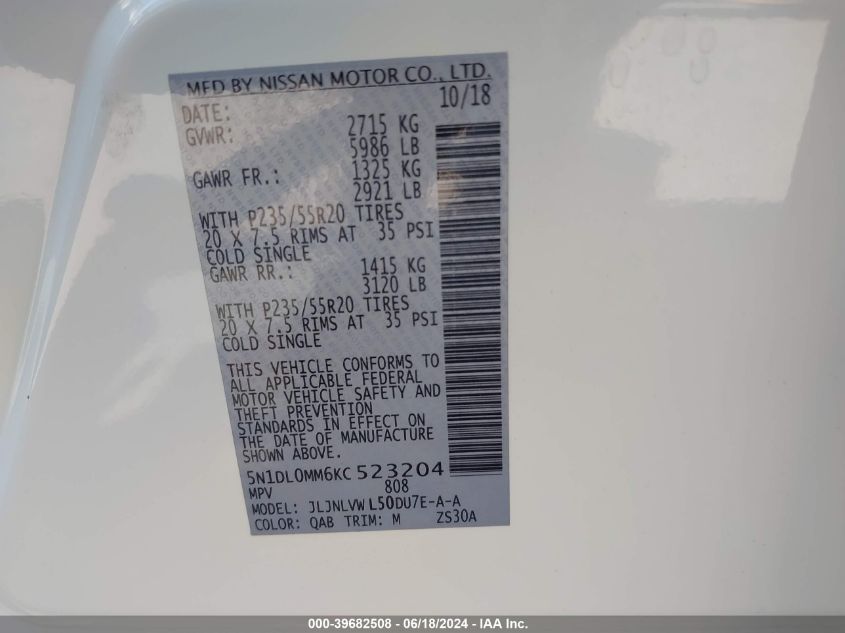 MFD BY NISSAN MOTOR CO., LTD.
DATE: 10/18
GVWR: 2715 KG
5986 LB
GAWR FR.: 1325 KG
2921 LB
WITH P235/55R20 TIRES
20 X 7.5 RIMS AT 35 PSI
COLD SINGLE
GAWR RR.: 1415 KG
3120 LB
WITH P235/55R20 TIRES
20 X 7.5 RIMS AT 35 PSI
COLD SINGLE
THIS VEHICLE CONFORMS TO
ALL APPLICABLE FEDERAL
MOTOR VEHICLE SAFETY AND
THEFT PREVENTION
STANDARDS IN EFFECT ON
THE DATE OF MANUFACTURE
SHOWN ABOVE.
5N1DL0MM6KC 523204
MPV 808
MODEL: JLJNLVW L50DU7E-A-A
COLOR: QAB TRIM: M ZS30A
000-39682508 - 06/18/2024 - IAA Inc.